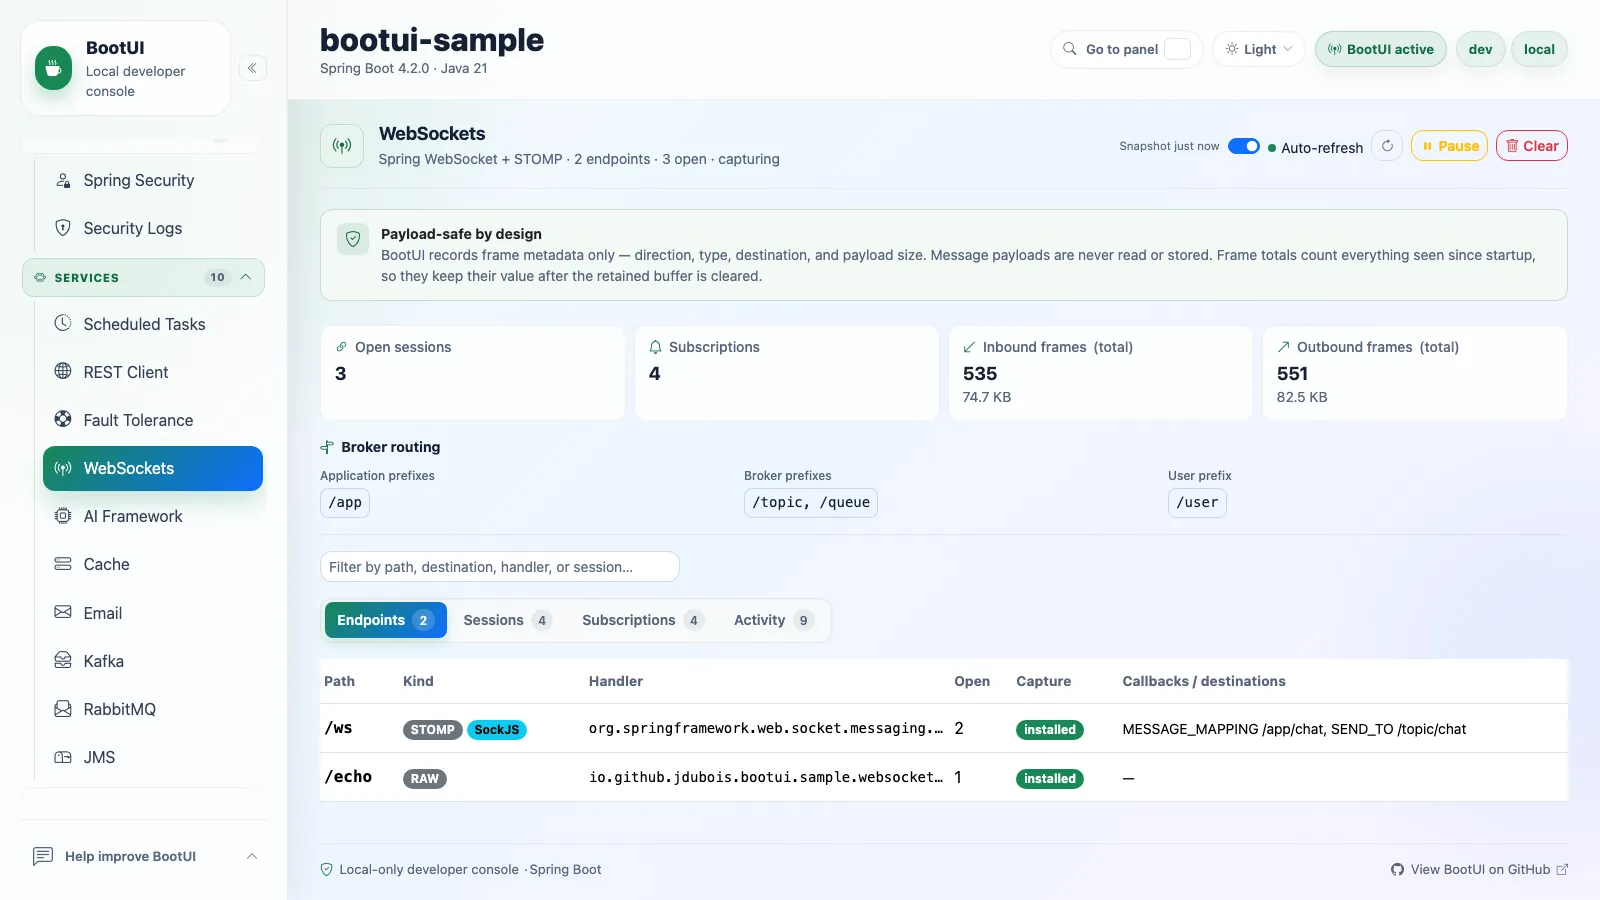 BootUI
Local developer
console
Spring Security
Security Logs
SERVICES 10
Scheduled Tasks
REST Client
Fault Tolerance
WebSockets
AI Framework
Cache
Email
Kafka
RabbitMQ
JMS
Help improve BootUI
bootui-sample
Spring Boot 4.2.0 · Java 21
Go to panel
Light
BootUI active
dev
local
WebSockets
Spring WebSocket + STOMP · 2 endpoints · 3 open · capturing
Snapshot just now
Auto-refresh
Pause
Clear
Payload-safe by design
BootUI records frame metadata only — direction, type, destination, and payload size. Message payloads are never read or stored. Frame totals count everything seen since startup,
so they keep their value after the retained buffer is cleared.
Open sessions
3
Subscriptions
4
Inbound frames (total)
535
74.7 KB
Outbound frames (total)
551
82.5 KB
Broker routing
Application prefixes
/app
Broker prefixes
/topic, /queue
User prefix
/user
Filter by path, destination, handler, or session...
Endpoints 2
Sessions 4
Subscriptions 4
Activity 9
Path Kind Handler Open Capture Callbacks / destinations
/ws STOMP SockJS org.springframework.web.socket.messaging.… 2 installed MESSAGE_MAPPING /app/chat, SEND_TO /topic/chat
/echo RAW io.github.jdubois.bootui.sample.websocket… 1 installed —
Local-only developer console · Spring Boot
View BootUI on GitHub